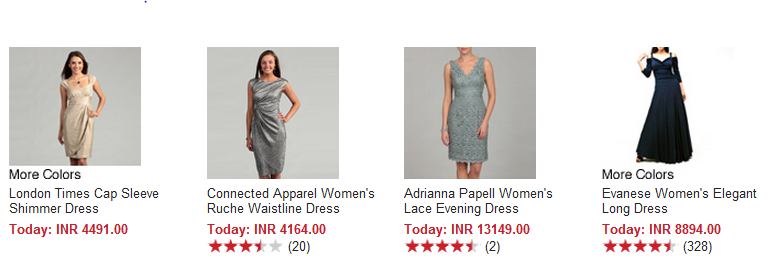 More Colors
London Times Cap Sleeve
Shimmer Dress
Today: INR 4491.00
Connected Apparel Women's
Ruche Waistline Dress
Today: INR 4164.00
(20)
Adrianna Papell Women's
Lace Evening Dress
Today: INR 13149.00
(2)
More Colors
Evanese Women's Elegant
Long Dress
Today: INR 8894.00
(328)